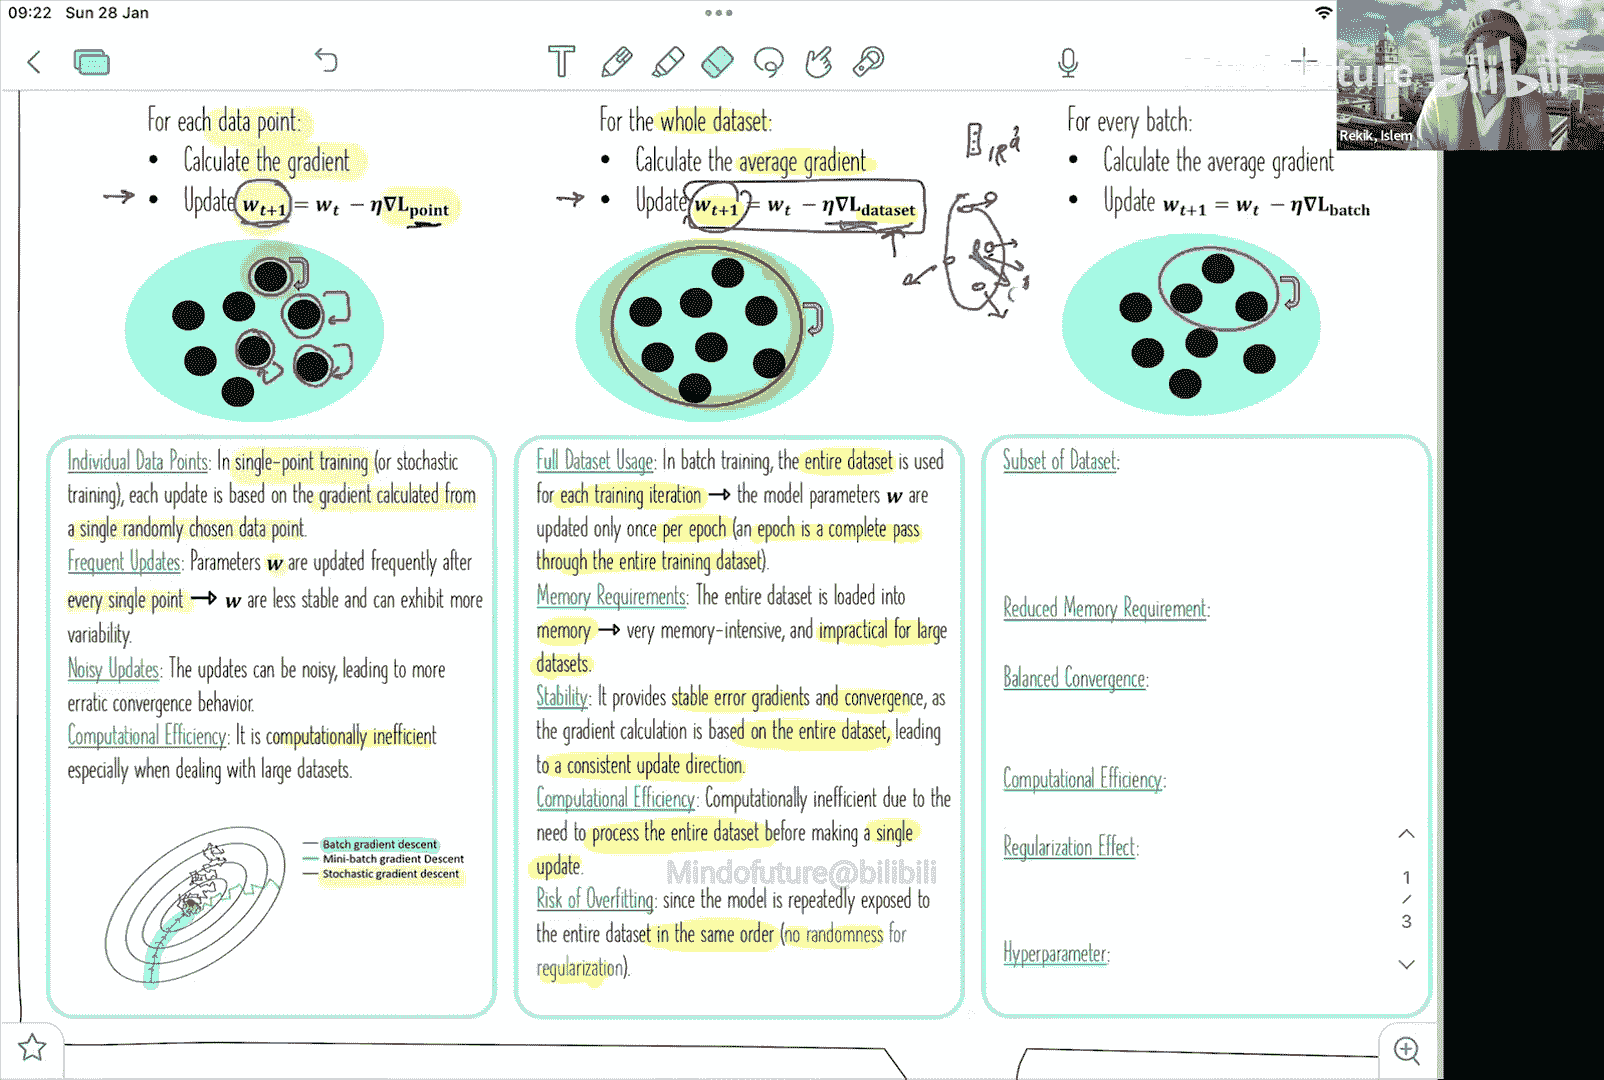 09:22 Sun 28 Jan
ture
bilibili
Rekik, Islem
For each data point:
• Calculate the gradient
• Update w_{t+1} = w_t − η∇L_point
For the whole dataset:
• Calculate the average gradient
• Update w_{t+1} = w_t − η∇L_dataset
ℝ^d
For every batch:
• Calculate the average gradient
• Update w_{t+1} = w_t − η∇L_batch
Individual Data Points: In single-point training (or stochastic
training), each update is based on the gradient calculated from
a single randomly chosen data point.
Frequent Updates: Parameters w are updated frequently after
every single point → w are less stable and can exhibit more
variability.
Noisy Updates: The updates can be noisy, leading to more
erratic convergence behavior.
Computational Efficiency: It is computationally inefficient
especially when dealing with large datasets.
Batch gradient descent
Mini-batch gradient Descent
Stochastic gradient descent
Full Dataset Usage: In batch training, the entire dataset is used
for each training iteration → the model parameters w are
updated only once per epoch (an epoch is a complete pass
through the entire training dataset).
Memory Requirements: The entire dataset is loaded into
memory → very memory-intensive, and impractical for large
datasets.
Stability: It provides stable error gradients and convergence, as
the gradient calculation is based on the entire dataset, leading
to a consistent update direction.
Computational Efficiency: Computationally inefficient due to the
need to process the entire dataset before making a single
update.
Mindofuture@bilibili
Risk of Overfitting: since the model is repeatedly exposed to
the entire dataset in the same order (no randomness for
regularization).
Subset of Dataset:
Reduced Memory Requirement:
Balanced Convergence:
Computational Efficiency:
Regularization Effect:
Hyperparameter:
1
/
3